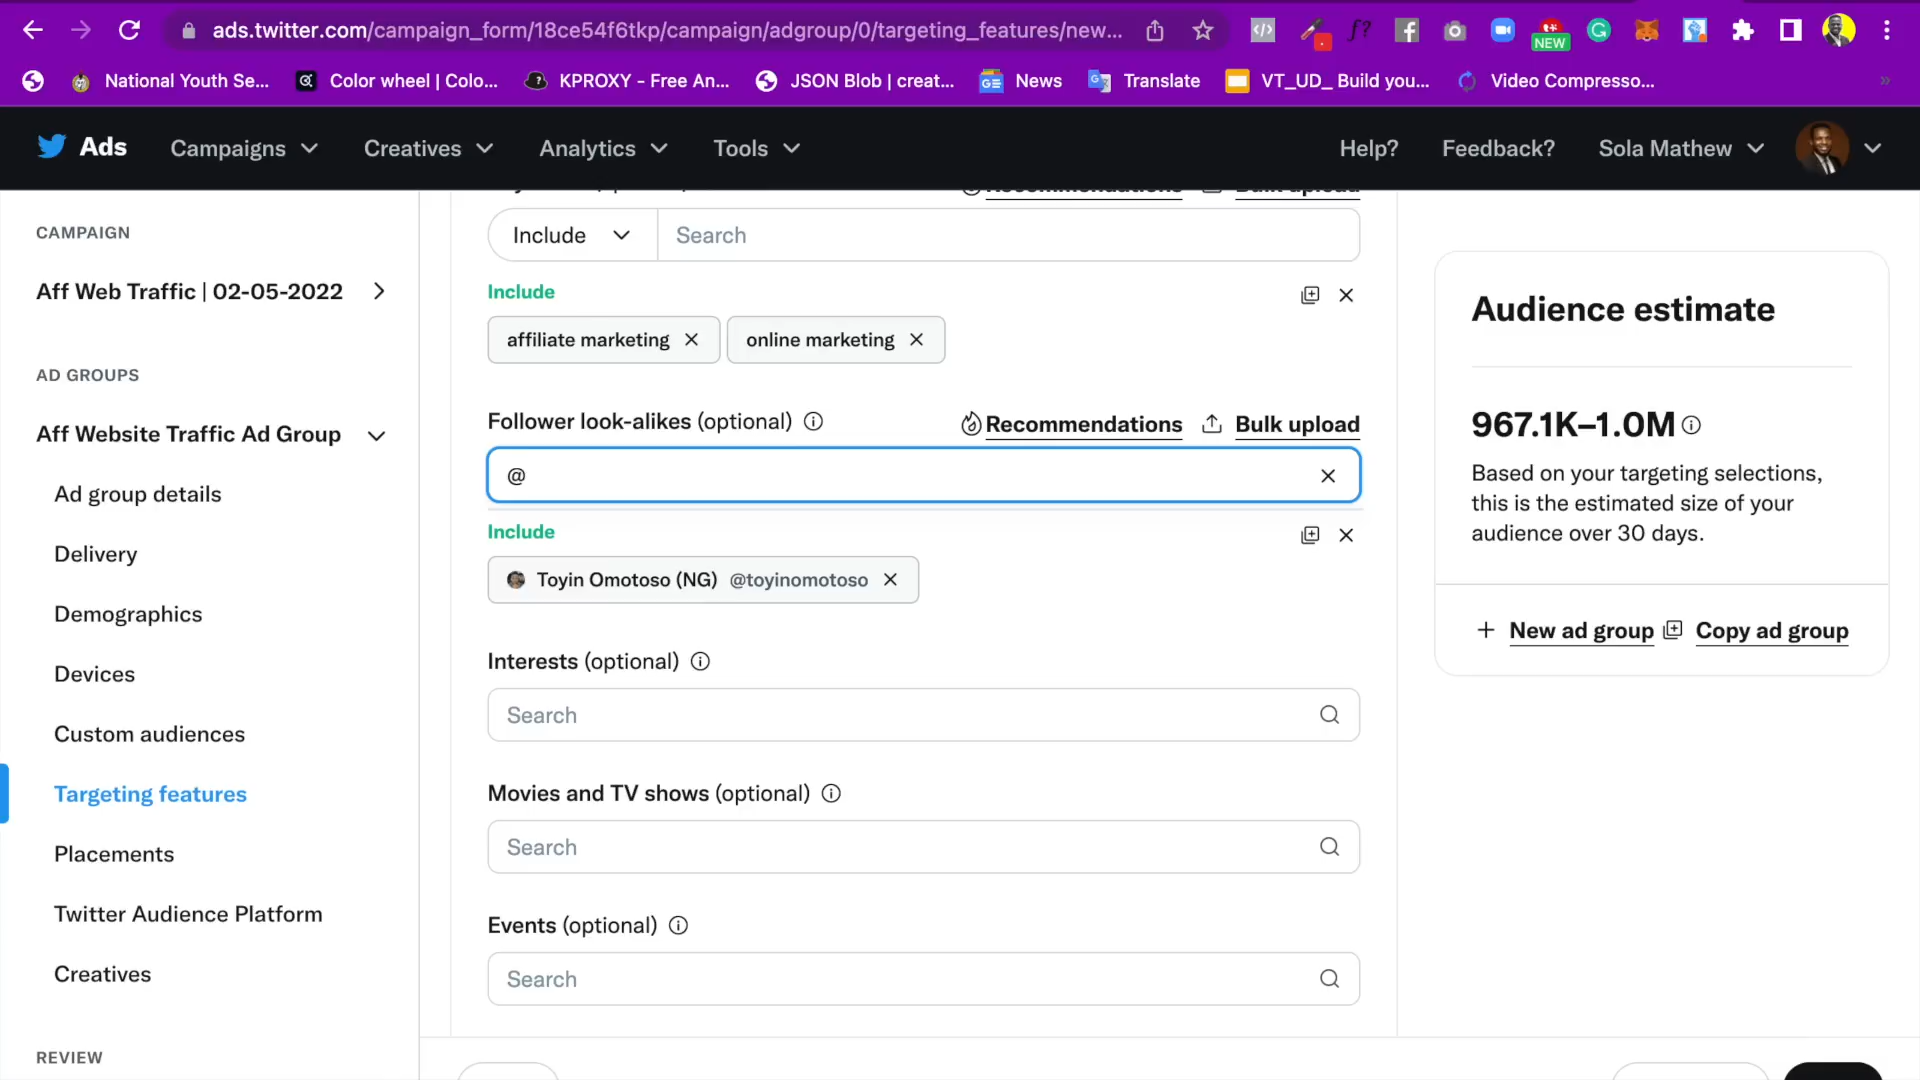 ads.twitter.com/campaign_form/18ce54f6tkp/campaign/adgroup/0/targeting_features/new...
NEW
National Youth Se...
Color wheel | Colo...
KPROXY - Free An...
JSON Blob | creat...
News
Translate
VT_UD_ Build you...
Video Compresso...
Ads
Campaigns
Creatives
Analytics
Tools
Help?
Feedback?
Sola Mathew
CAMPAIGN
Aff Web Traffic | 02-05-2022
AD GROUPS
Aff Website Traffic Ad Group
Ad group details
Delivery
Demographics
Devices
Custom audiences
Targeting features
Placements
Twitter Audience Platform
Creatives
REVIEW
Recommendations
Bulk upload
Include
Search
Include
affiliate marketing
online marketing
Follower look-alikes (optional)
Recommendations
Bulk upload
@
Include
Toyin Omotoso (NG) @toyinomotoso
Interests (optional)
Search
Movies and TV shows (optional)
Search
Events (optional)
Search
Audience estimate
967.1K–1.0M
Based on your targeting selections,
this is the estimated size of your
audience over 30 days.
New ad group
Copy ad group